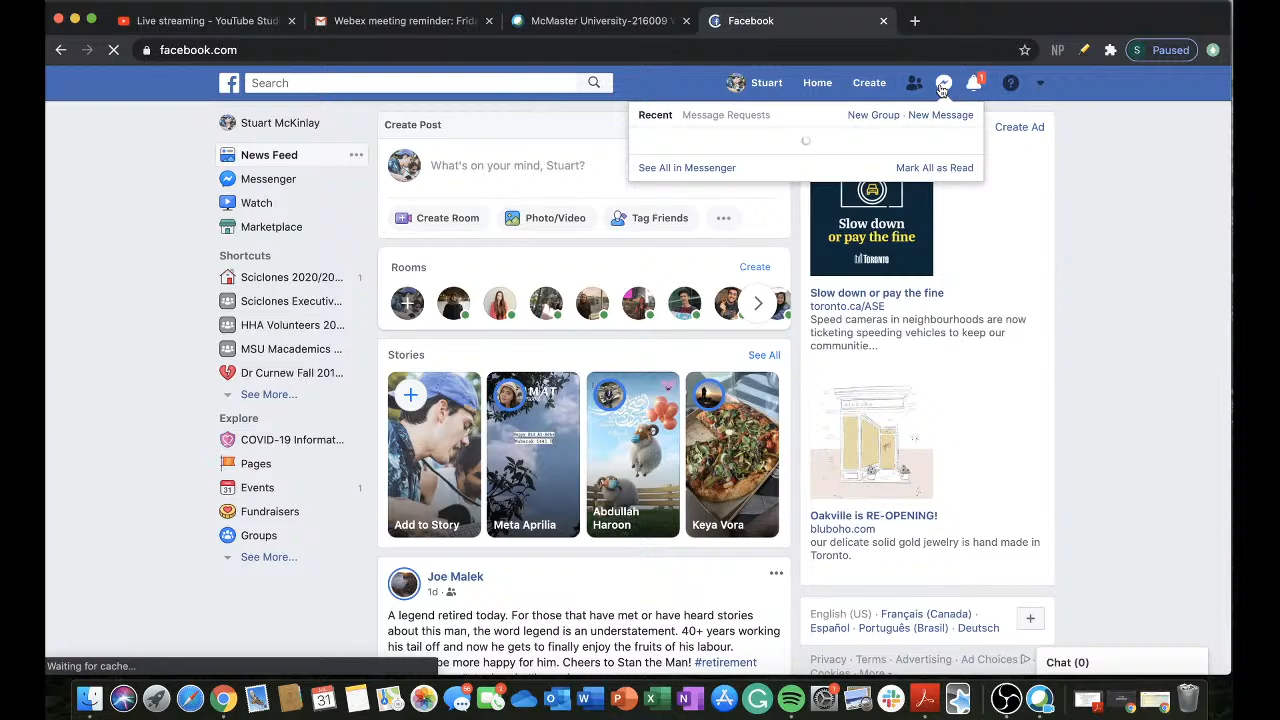 Live streaming - YouTube Stud
Webex meeting reminder: Frida
McMaster University-216009 V
Facebook
facebook.com
NP
S Paused
Search
Stuart
Home
Create
1
Recent
Message Requests
New Group · New Message
See All in Messenger
Mark All as Read
Stuart McKinlay
News Feed
Messenger
Watch
Marketplace
Shortcuts
Sciclones 2020/20... 1
Sciclones Executiv...
HHA Volunteers 20...
MSU Macademics ...
Dr Curnew Fall 201...
See More...
Explore
COVID-19 Informat...
Pages
Events 1
Fundraisers
Groups
See More...
Create Post
What's on your mind, Stuart?
Create Room
Photo/Video
Tag Friends
Rooms
Create
Stories
See All
Add to Story
Meta Aprilia
Abdullah
Haroon
Keya Vora
Joe Malek
1d ·
A legend retired today. For those that have met or have heard stories
about this man, the word legend is an understatement. 40+ years working
his tail off and now he gets to finally enjoy the fruits of his labour.
be more happy for him. Cheers to Stan the Man! #retirement
Create Ad
Slow down
or pay the fine
TORONTO
Slow down or pay the fine
toronto.ca/ASE
Speed cameras in neighbourhoods are now
ticketing speeding vehicles to keep our
communitie...
Oakville is RE-OPENING!
bluboho.com
our delicate solid gold jewelry is hand made in
Toronto.
English (US) · Français (Canada) ·
Español · Português (Brasil) · Deutsch
Privacy · Terms · Advertising · Ad Choices
Cookies · More
Chat (0)
Waiting for cache...
31